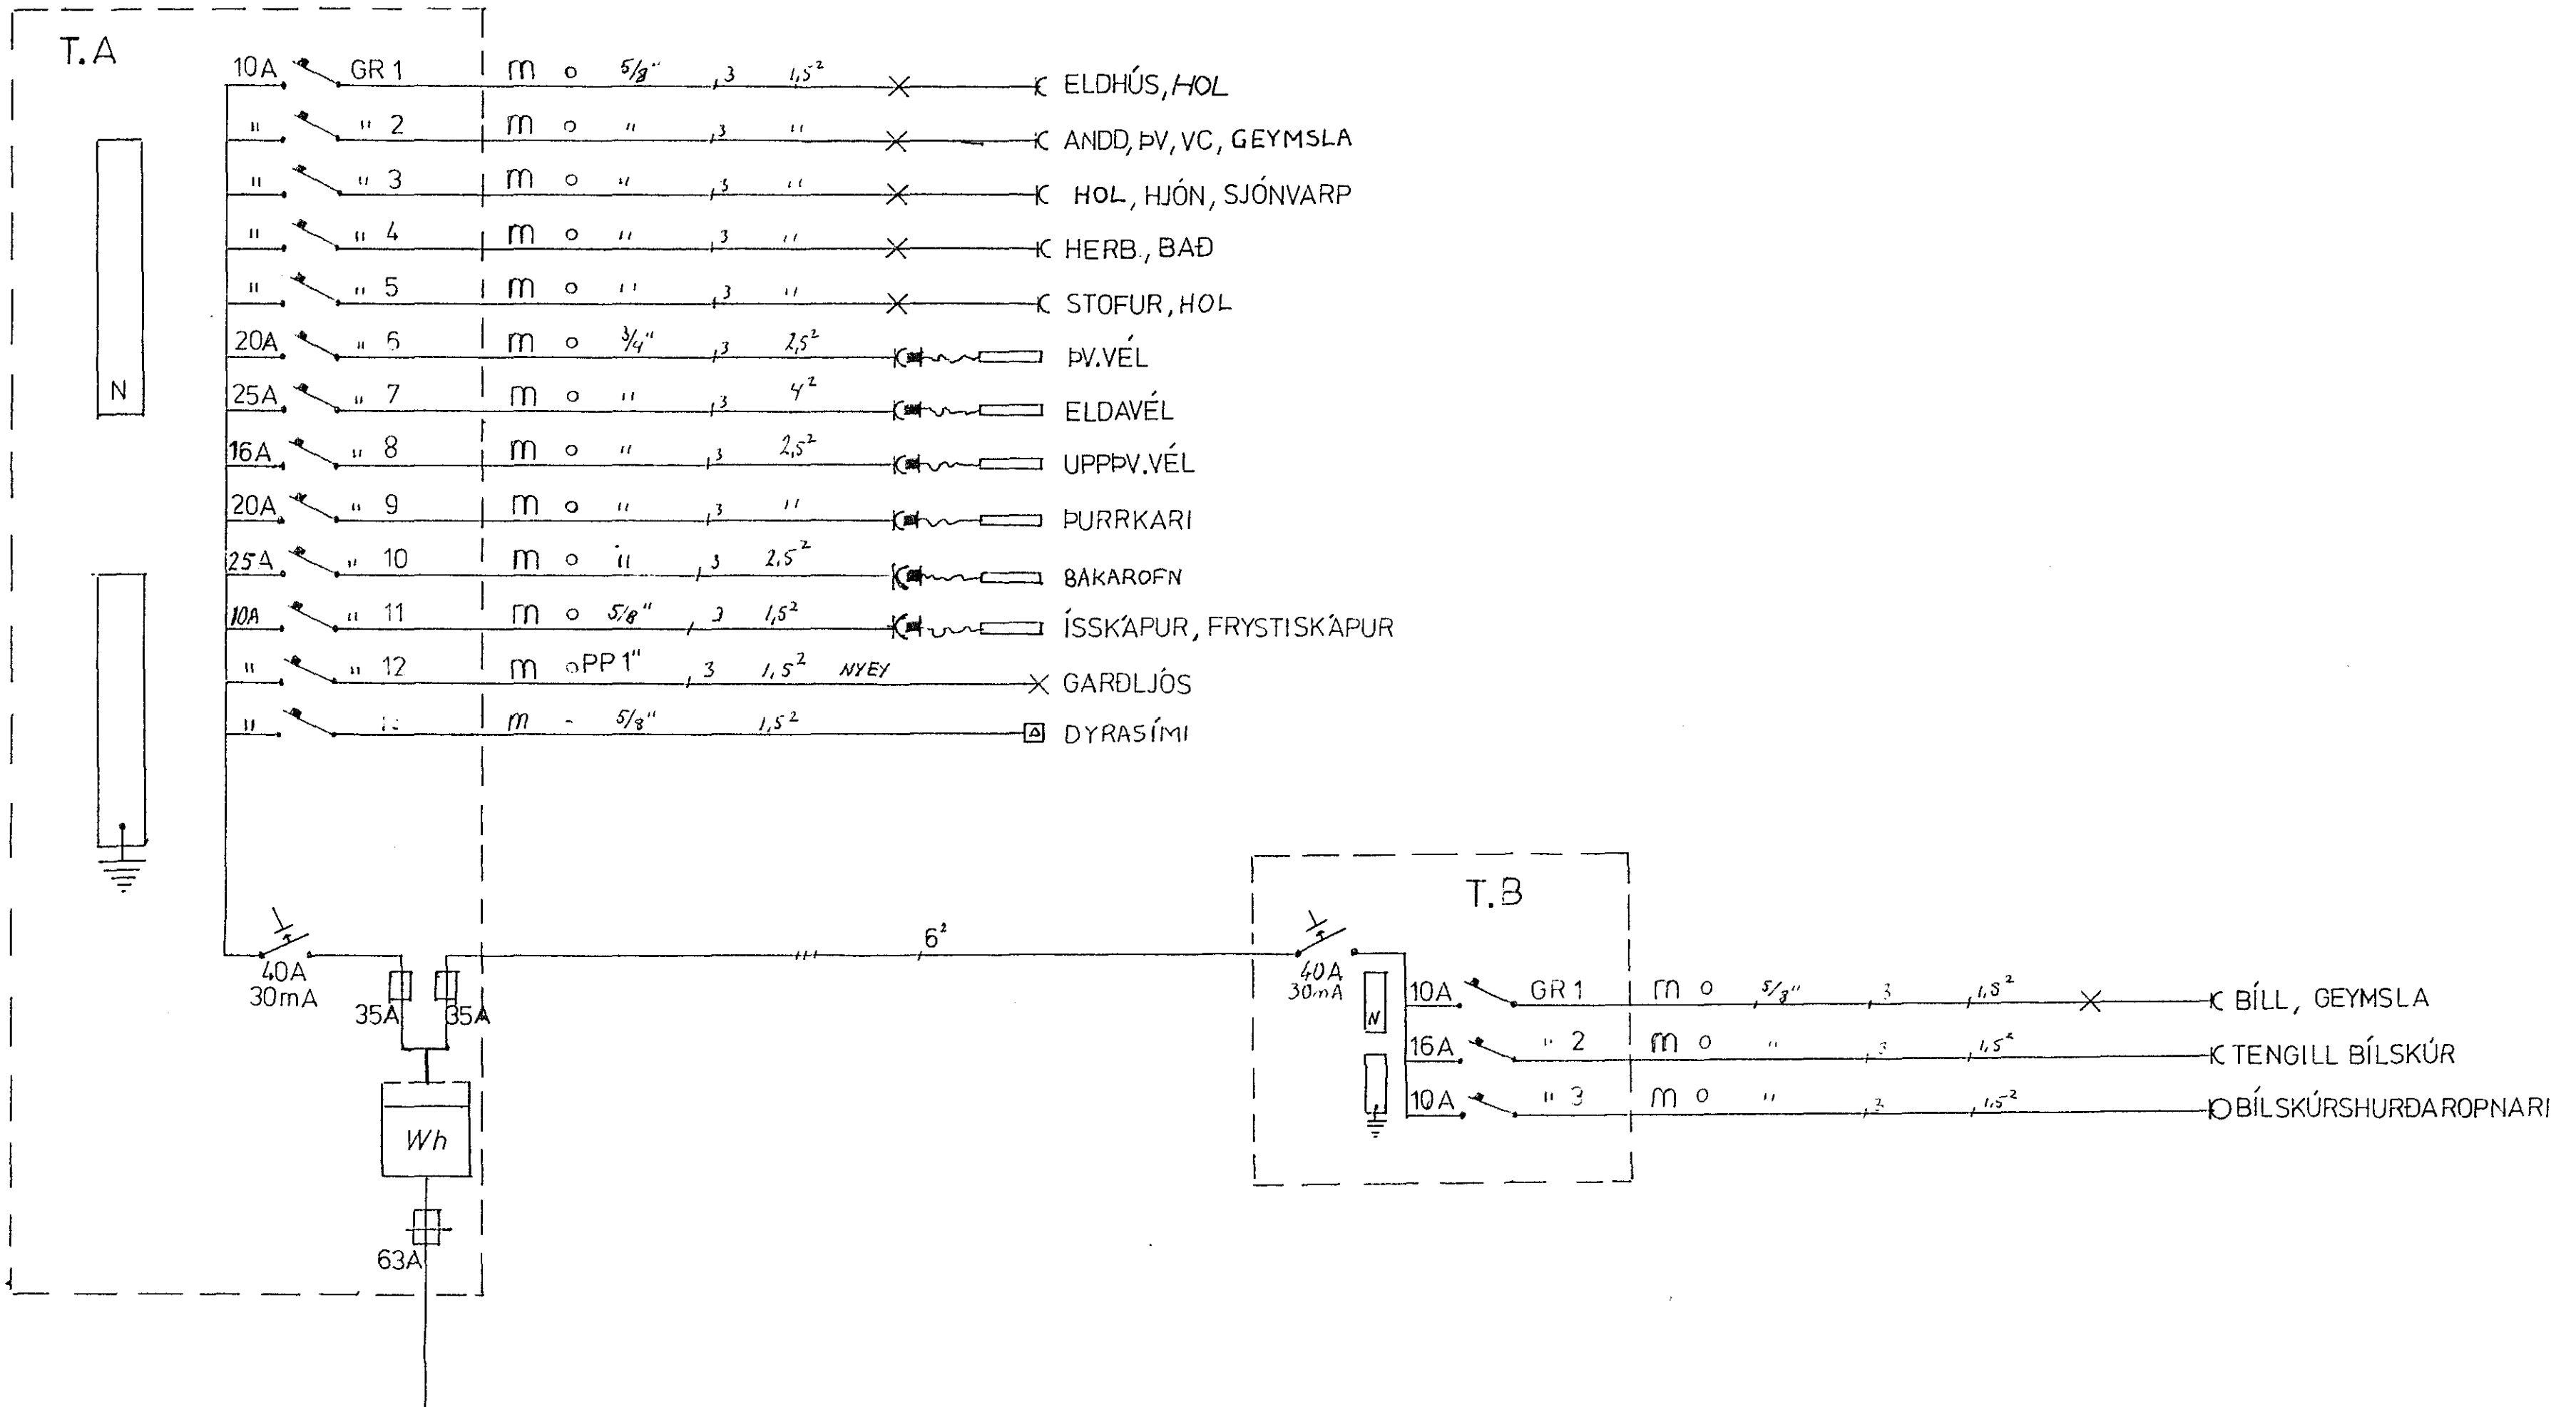 T.A
10A GR 1 m o 5/8" 3 1,5² ELDHÚS, HOL
" " 2 m o " 3 " ANDD, ÞV, VC, GEYMSLA
" " 3 m o " 3 " HOL, HJÓN, SJÓNVARP
" " 4 m o " 3 " HERB., BAÐ
" " 5 m o " 3 " STOFUR, HOL
20A " 6 m o 3/4" 3 2,5² ÞV.VÉL
N
25A " 7 m o " 3 4² ELDAVÉL
16A " 8 m o " 3 2,5² UPPÞV.VÉL
20A " 9 m o " 3 " ÞURRKARI
25A " 10 m o " 3 2,5² BAKAROFN
10A " 11 m o 5/8" 3 1,5² ÍSSKÁPUR, FRYSTISKÁPUR
" " 12 m o PP 1" 3 1,5² NYEY GARÐLJÓS
" m - 5/8" 1,5² DYRASÍMI
T.B
6²
40A
30mA
35A 35A
40A
30mA
N
10A GR 1 m o 5/8" 3 1,5² BÍLL, GEYMSLA
16A " 2 m o " 3 1,5² TENGILL BÍLSKÚR
10A " 3 m o " 3 1,5² BÍLSKÚRSHURÐAROPNARI
Wh
63A